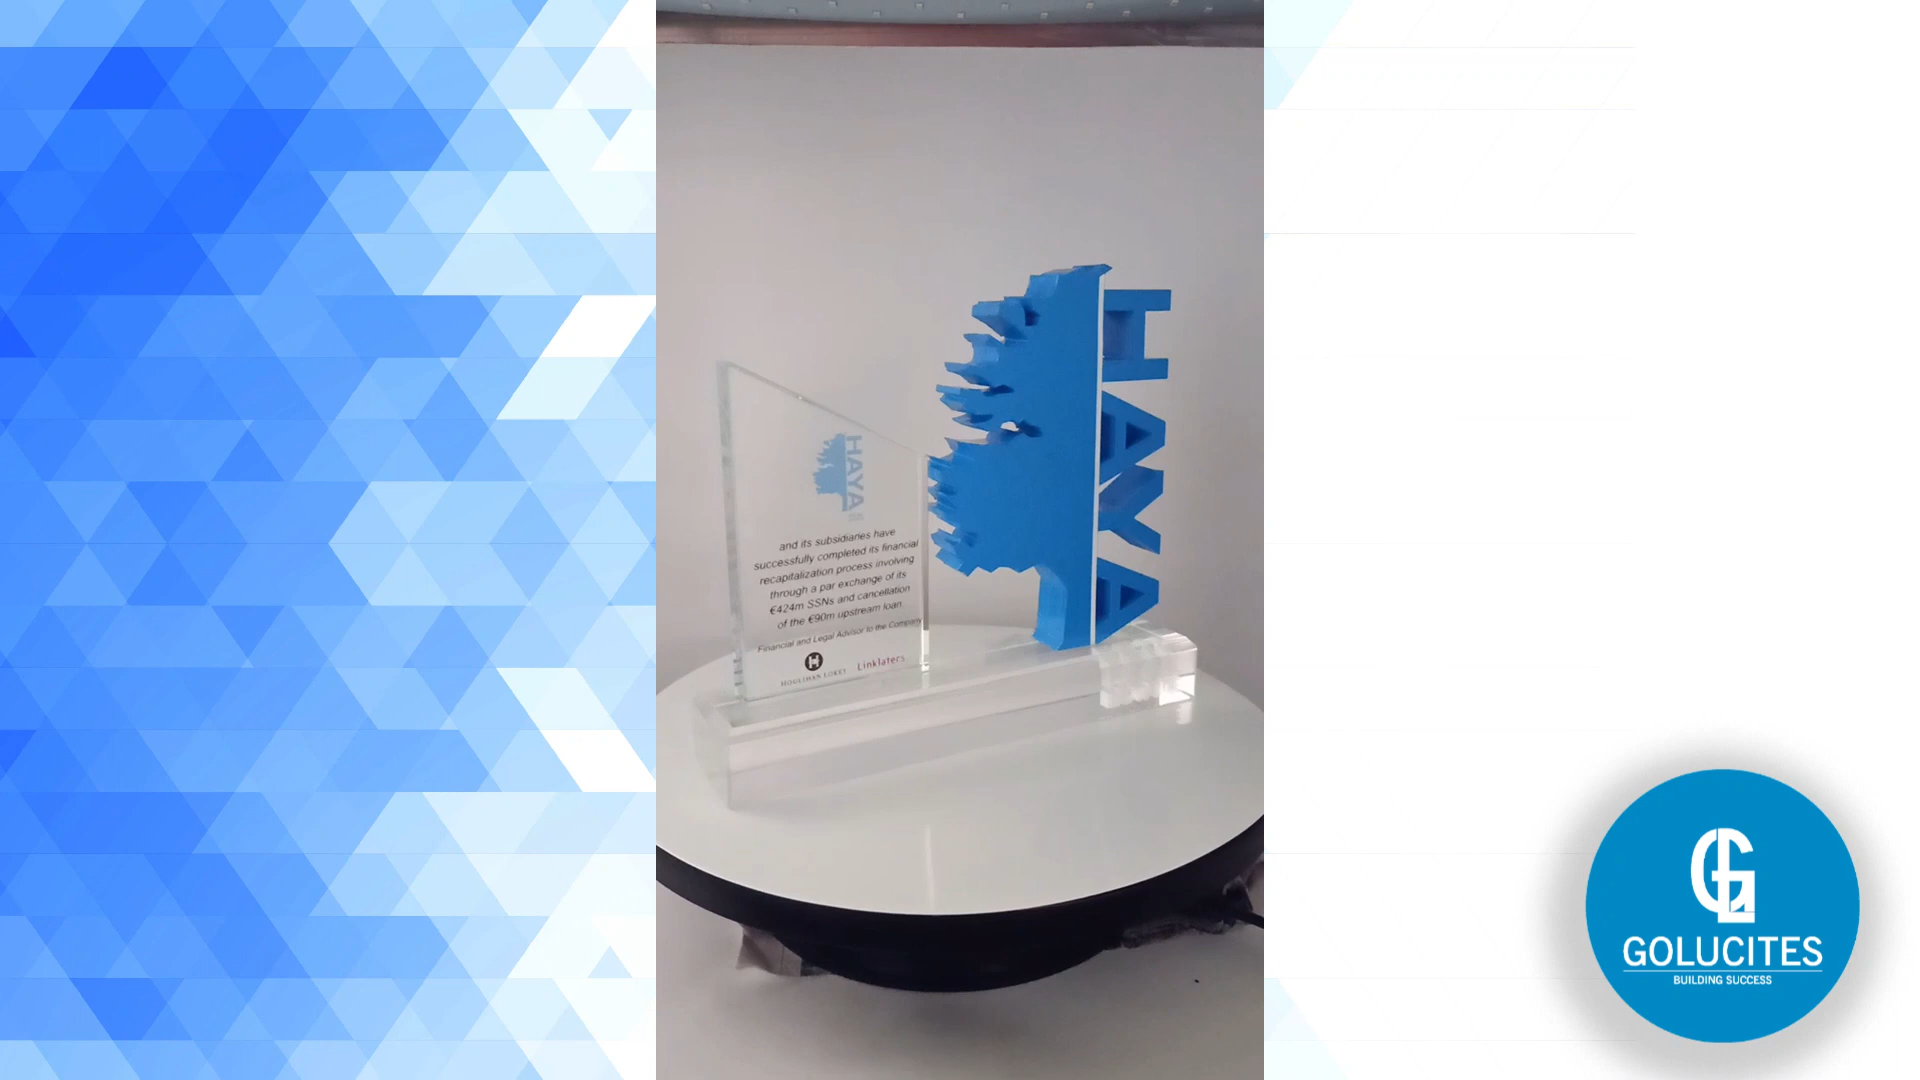 HAYA
and its subsidiaries have
successfully completed its financial
recapitalization process involving
through a par exchange of its
€424m SSNs and cancellation
of the €90m upstream loan.
Financial and Legal Advisor to the Company
HOULIHAN LOKEY
Linklaters
HAYA
GL
GOLUCITES
BUILDING SUCCESS